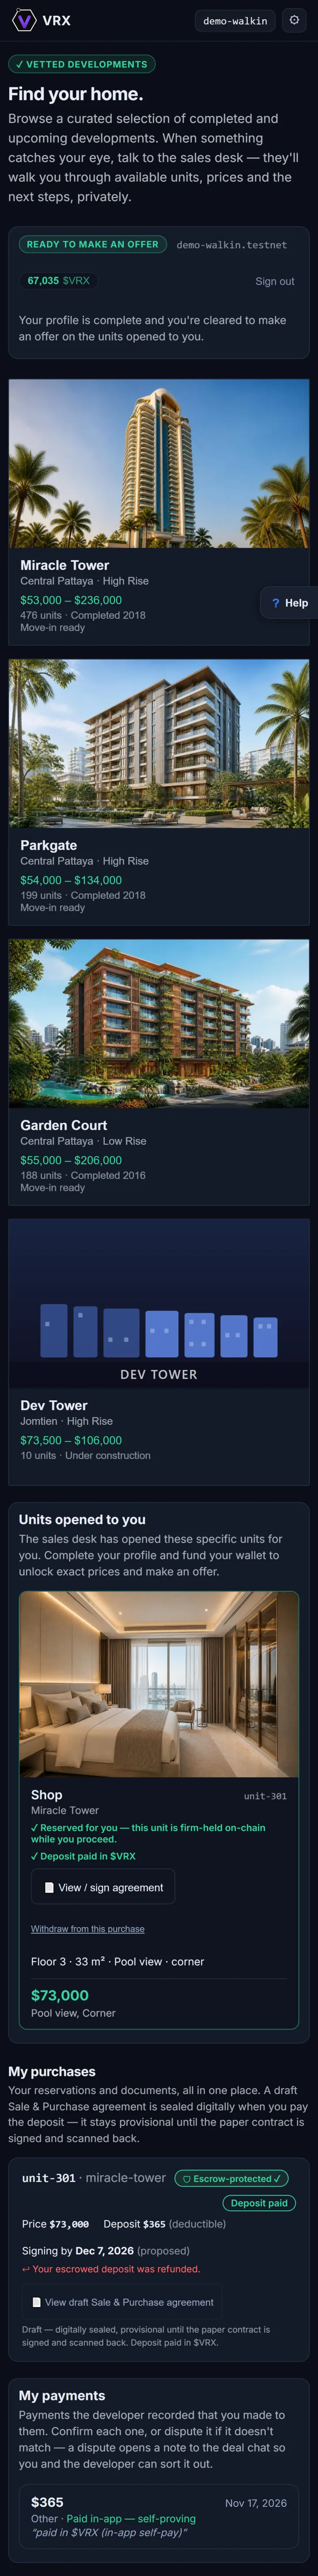 VRX
demo-walkin
✓ VETTED DEVELOPMENTS
Find your home.
Browse a curated selection of completed and
upcoming developments. When something
catches your eye, talk to the sales desk — they'll
walk you through available units, prices and the
next steps, privately.
READY TO MAKE AN OFFER demo-walkin.testnet
67,035 $VRX
Sign out
Your profile is complete and you're cleared to make
an offer on the units opened to you.
Miracle Tower
Central Pattaya · High Rise
$53,000 – $236,000
476 units · Completed 2018
Move-in ready
? Help
Parkgate
Central Pattaya · High Rise
$54,000 – $134,000
199 units · Completed 2018
Move-in ready
Garden Court
Central Pattaya · Low Rise
$55,000 – $206,000
188 units · Completed 2016
Move-in ready
DEV TOWER
Dev Tower
Jomtien · High Rise
$73,500 – $106,000
10 units · Under construction
Units opened to you
The sales desk has opened these specific units for
you. Complete your profile and fund your wallet to
unlock exact prices and make an offer.
Shop unit-301
Miracle Tower
✓ Reserved for you — this unit is firm-held on-chain
while you proceed.
✓ Deposit paid in $VRX
View / sign agreement
Withdraw from this purchase
Floor 3 · 33 m² · Pool view · corner
$73,000
Pool view, Corner
My purchases
Your reservations and documents, all in one place. A draft
Sale & Purchase agreement is sealed digitally when you pay
the deposit — it stays provisional until the paper contract is
signed and scanned back.
unit-301 · miracle-tower Escrow-protected ✓
Deposit paid
Price $73,000 Deposit $365 (deductible)
Signing by Dec 7, 2026 (proposed)
↩ Your escrowed deposit was refunded.
View draft Sale & Purchase agreement
Draft — digitally sealed, provisional until the paper contract is
signed and scanned back. Deposit paid in $VRX.
My payments
Payments the developer recorded that you made to
them. Confirm each one, or dispute it if it doesn't
match — a dispute opens a note to the deal chat so
you and the developer can sort it out.
$365 Nov 17, 2026
Other · Paid in-app — self-proving
"paid in $VRX (in-app self-pay)"